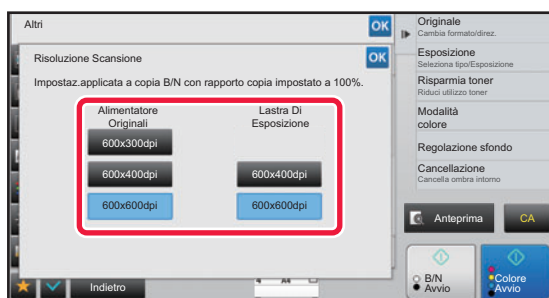 Altri
OK
Originale
Cambia formato/direz.
Risoluzione Scansione
OK
Esposizione
Seleziona tipo/Esposizione
Impostaz.applicata a copia B/N con rapporto copia impostato a 100%.
Risparmia toner
Riduci utilizzo toner
Alimentatore
Originali
Lastra Di
Esposizione
Modalità
colore
600x300dpi
Regolazione sfondo
600x400dpi
600x400dpi
Cancellazione
Cancella ombra intorno
600x600dpi
600x600dpi
Anteprima
CA
Indietro
B/N
Avvio
Colore
Avvio